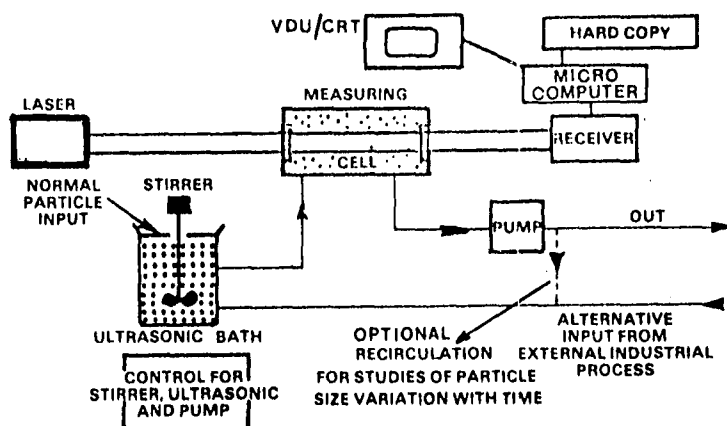 VDU/CRT
HARD COPY
MICRO
COMPUTER
MEASURING
LASER
RECEIVER
CELL
NORMAL
PARTICLE
INPUT
STIRRER
PUMP
OUT
ULTRASONIC BATH
OPTIONAL
RECIRCULATION
FOR STUDIES OF PARTICLE
SIZE VARIATION WITH TIME
ALTERNATIVE
INPUT FROM
EXTERNAL INDUSTRIAL
PROCESS
CONTROL FOR
STIRRER, ULTRASONIC
AND PUMP